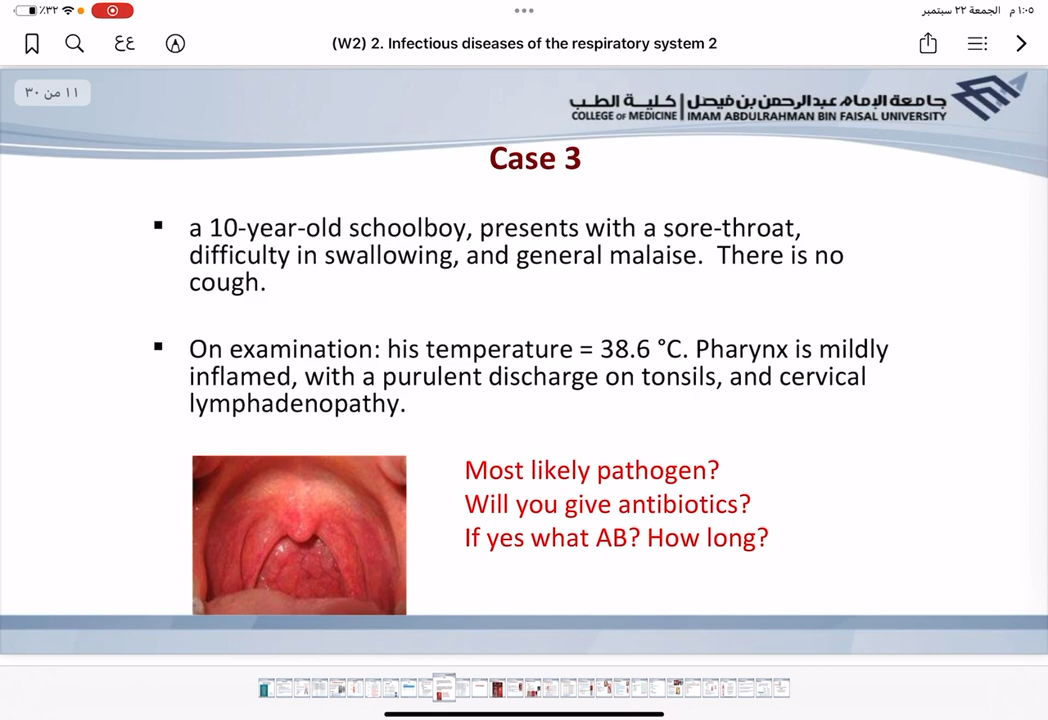 ٪٣٢
١:٠٥ م الجمعة ٢٢ سبتمبر
ع ع
(W2) 2. Infectious diseases of the respiratory system 2
١١ من ٣٠
جامعة الإمام عبدالرحمن بن فيصل | كلية الطب
COLLEGE OF MEDICINE | IMAM ABDULRAHMAN BIN FAISAL UNIVERSITY
Case 3
▪ a 10-year-old schoolboy, presents with a sore-throat,
difficulty in swallowing, and general malaise. There is no
cough.
▪ On examination: his temperature = 38.6 °C. Pharynx is mildly
inflamed, with a purulent discharge on tonsils, and cervical
lymphadenopathy.
Most likely pathogen?
Will you give antibiotics?
If yes what AB? How long?